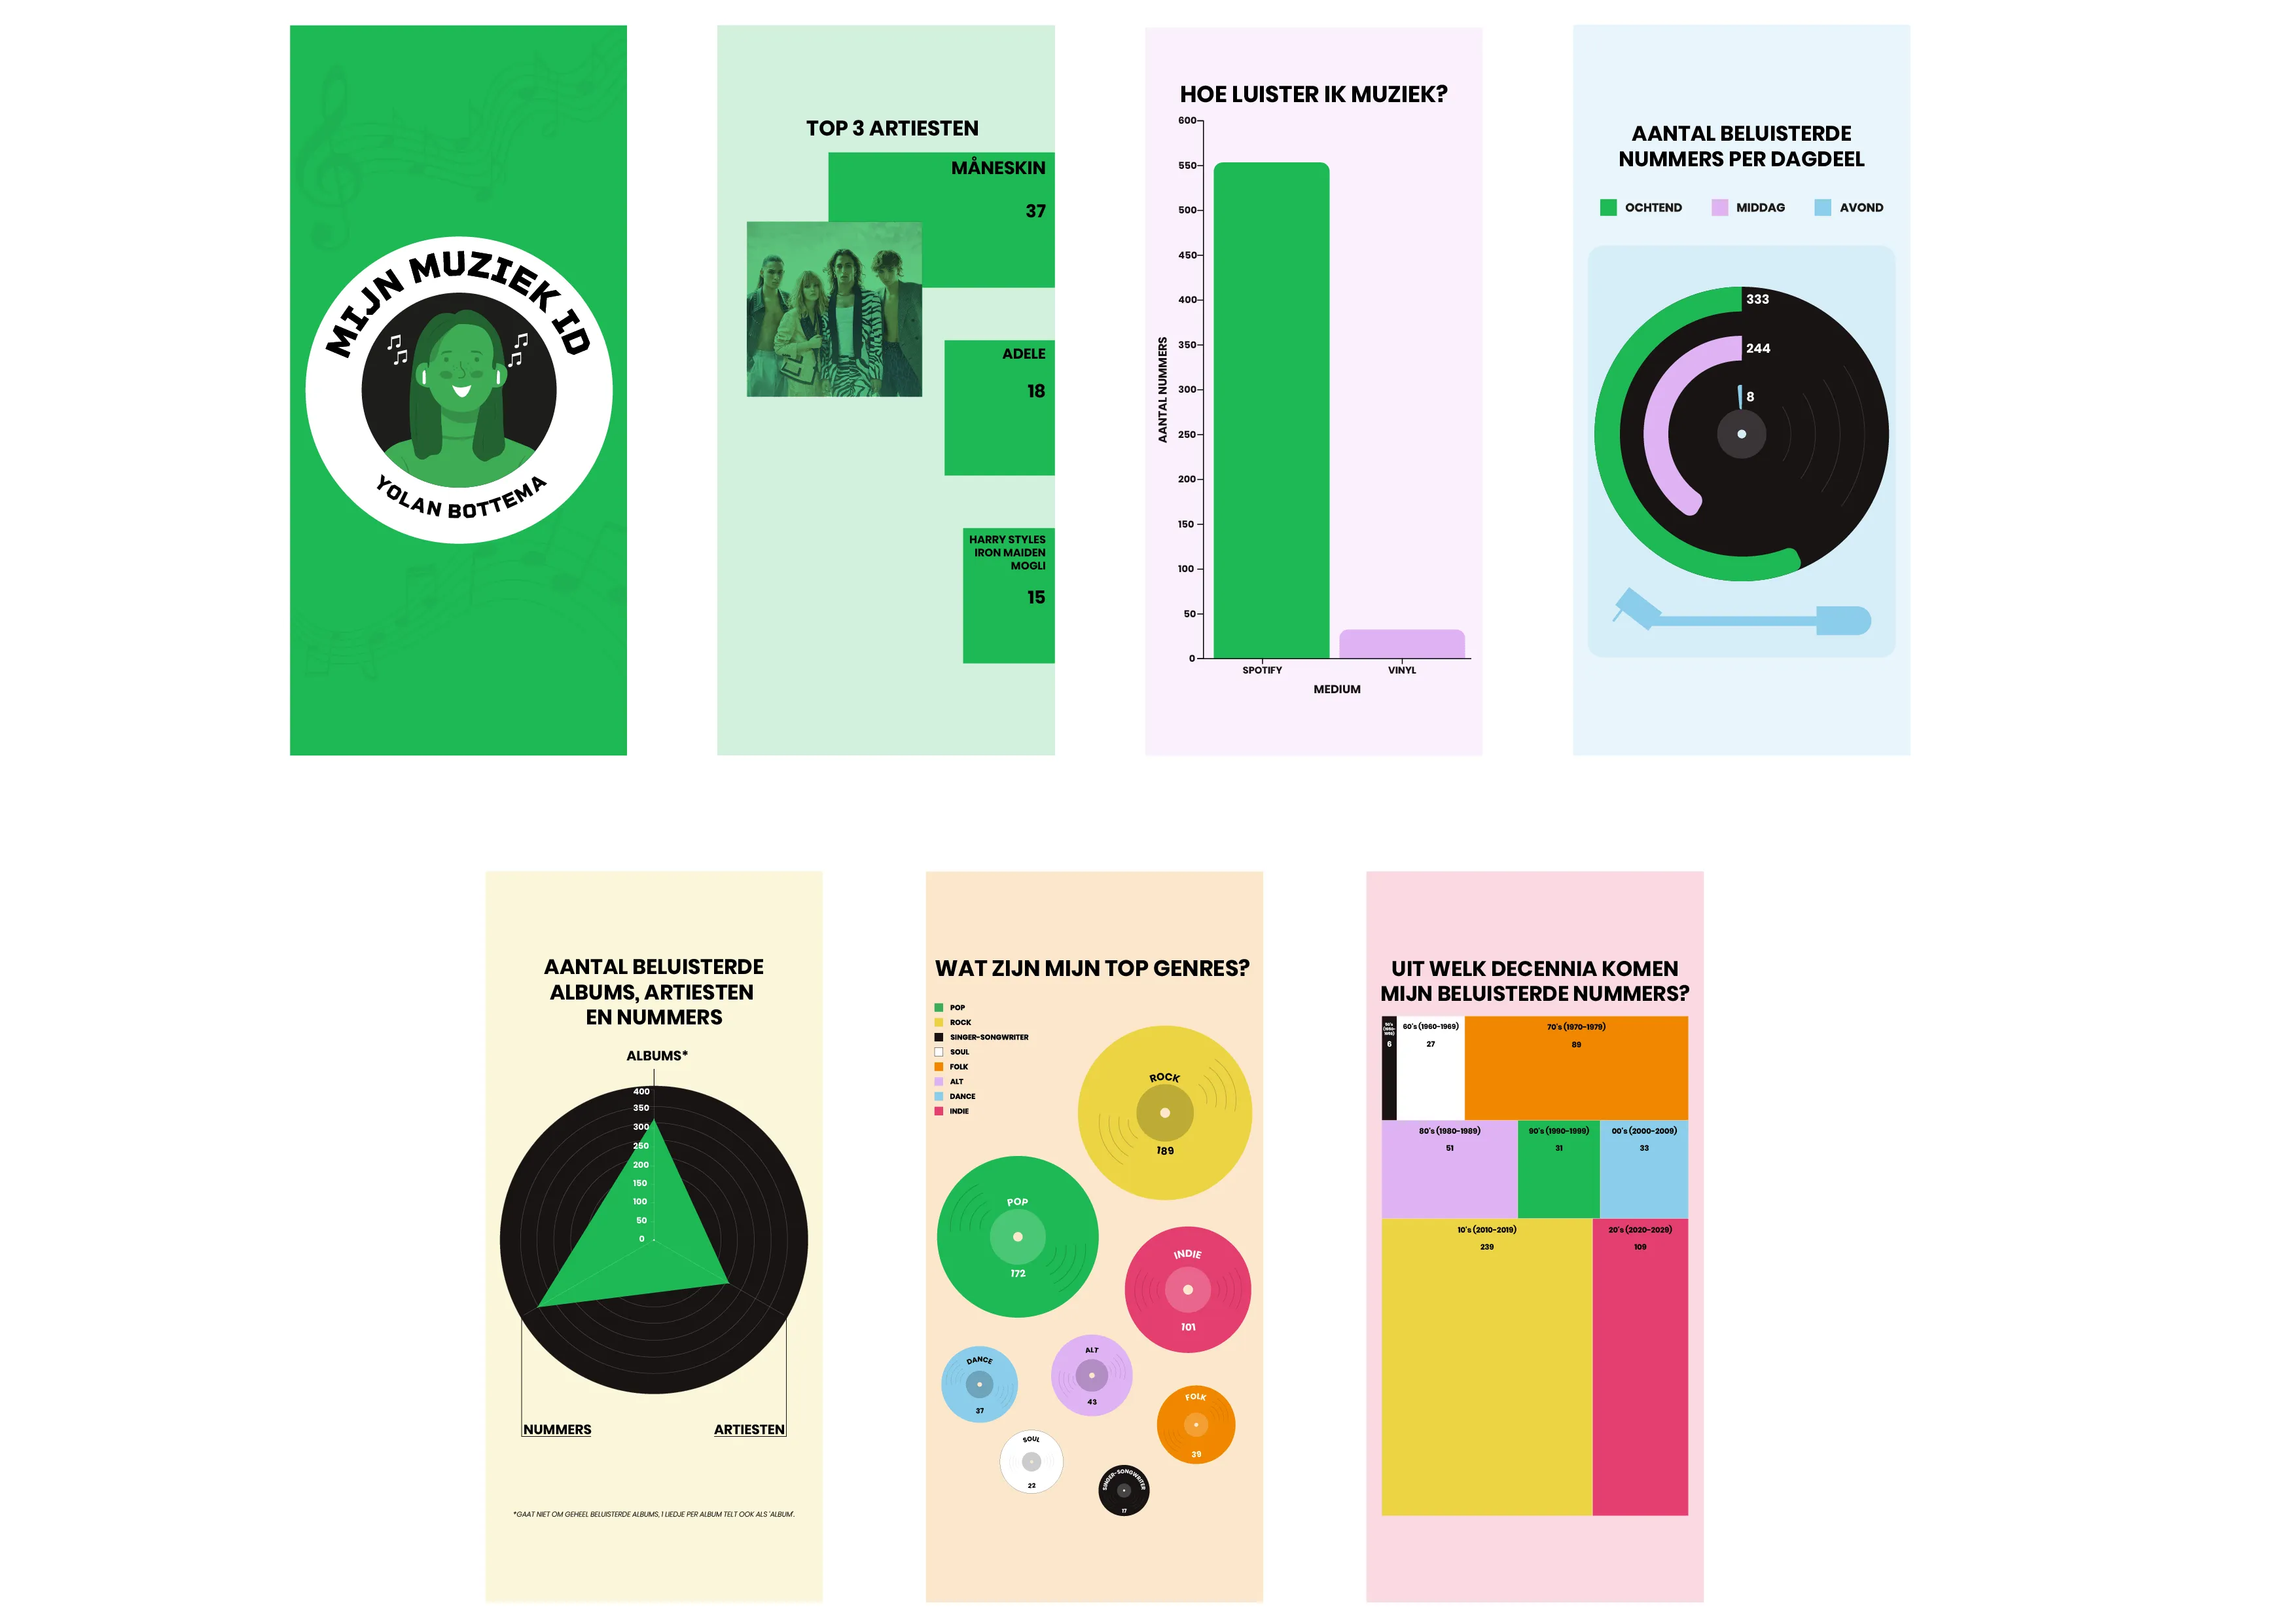 MIJN MUZIEK ID
YOLAN BOTTEMA
TOP 3 ARTIESTEN
MÅNESKIN
37
ADELE
18
HARRY STYLES
IRON MAIDEN
MOGLI
15
HOE LUISTER IK MUZIEK?
600
550
500
450
400
350
300
250
200
150
100
50
0
AANTAL NUMMERS
SPOTIFY
VINYL
MEDIUM
AANTAL BELUISTERDE
NUMMERS PER DAGDEEL
OCHTEND
MIDDAG
AVOND
333
244
8
AANTAL BELUISTERDE
ALBUMS, ARTIESTEN
EN NUMMERS
ALBUMS*
400
350
300
250
200
150
100
50
0
NUMMERS
ARTIESTEN
*GAAT NIET OM GEHEEL BELUISTERDE ALBUMS, 1 LIEDJE PER ALBUM TELT OOK ALS 'ALBUM'.
WAT ZIJN MIJN TOP GENRES?
POP
ROCK
SINGER-SONGWRITER
SOUL
FOLK
ALT
DANCE
INDIE
ROCK
189
POP
172
INDIE
101
ALT
43
DANCE
37
FOLK
39
SOUL
22
SINGER-SONGWRITER
17
UIT WELK DECENNIA KOMEN
MIJN BELUISTERDE NUMMERS?
6
60's (1960-1969)
27
70's (1970-1979)
89
80's (1980-1989)
51
90's (1990-1999)
31
00's (2000-2009)
33
10's (2010-2019)
239
20's (2020-2029)
109